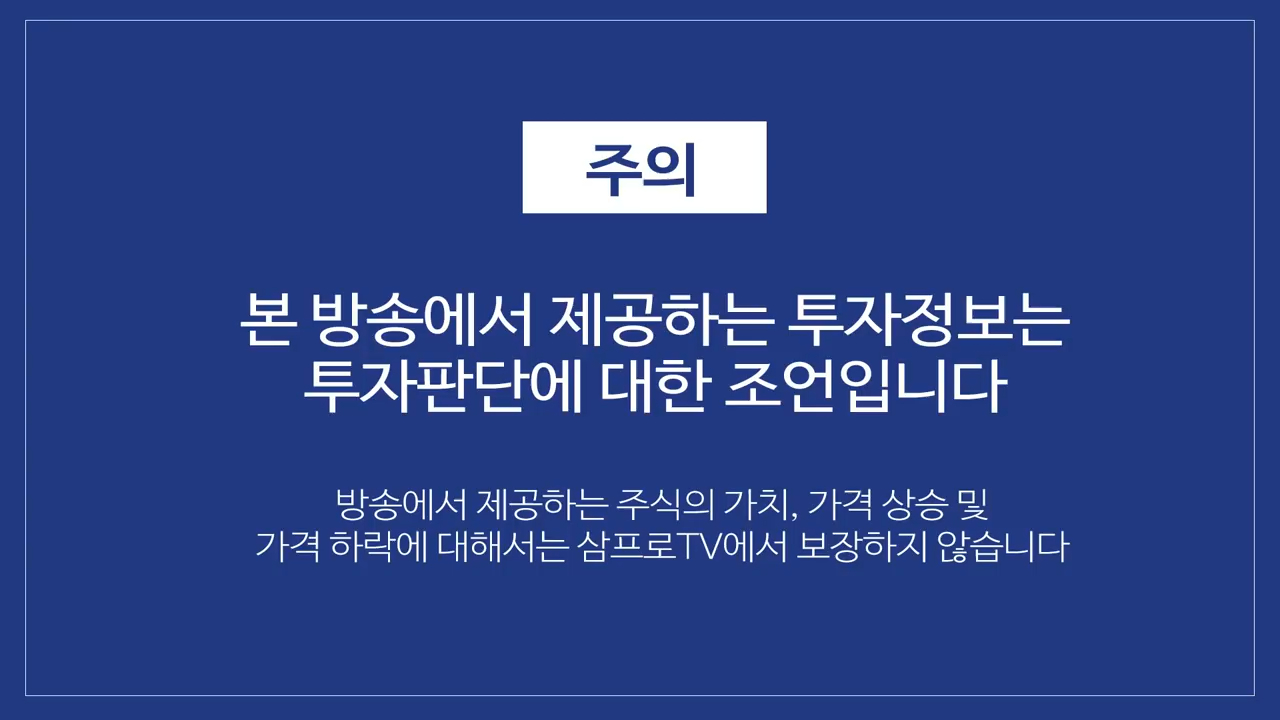 주의
본 방송에서 제공하는 투자정보는
투자판단에 대한 조언입니다
방송에서 제공하는 주식의 가치, 가격 상승 및
가격 하락에 대해서는 삼프로TV에서 보장하지 않습니다